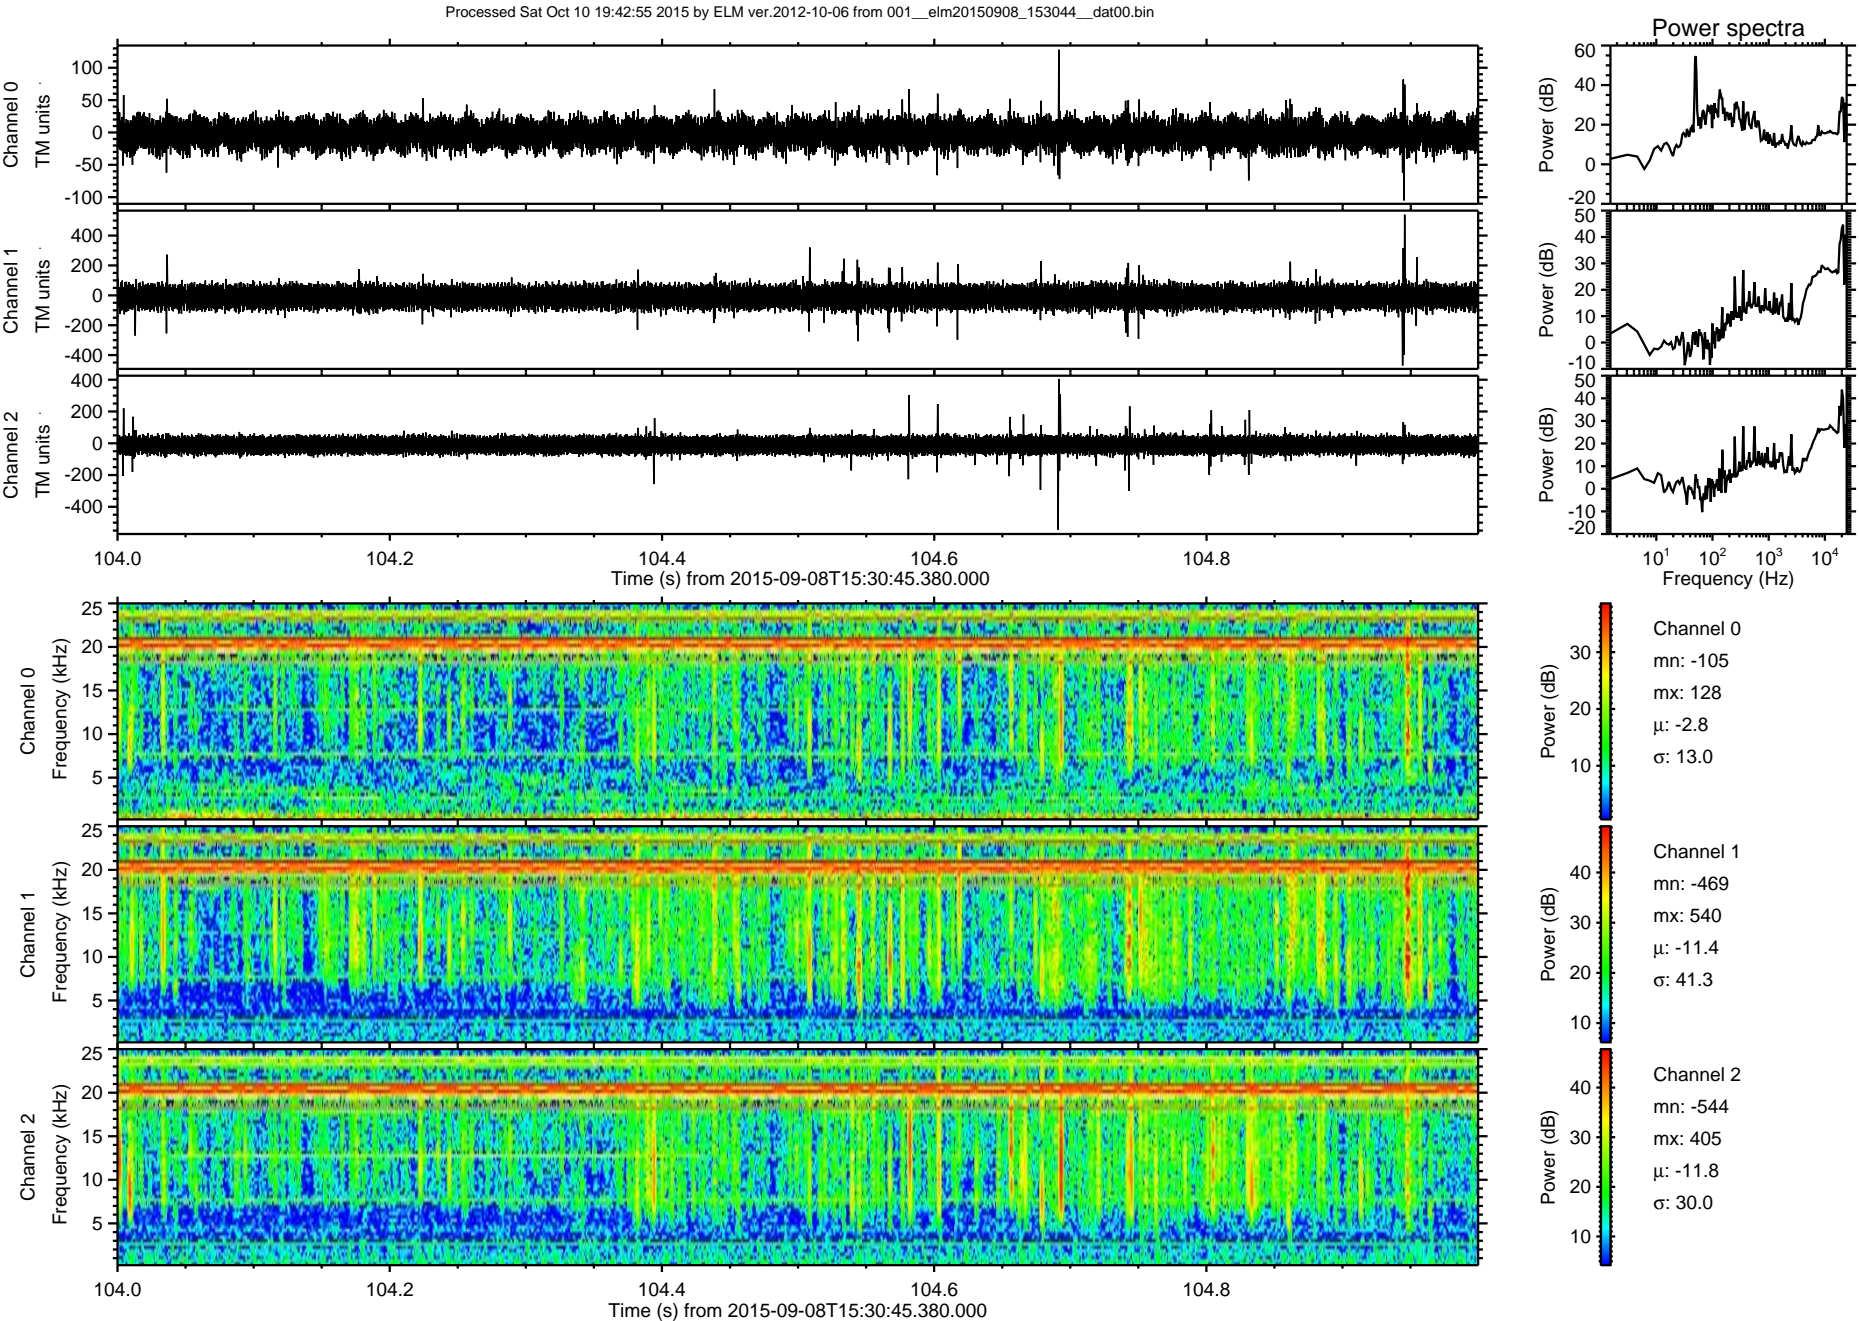 Processed Sat Oct 10 19:42:55 2015 by ELM ver.2012-10-06 from 001__elm20150908_153044__dat00.bin
Power spectra
Channel 0
TM units
100
50
0
-50
-100
Power (dB)
60
40
20
0
-20
Channel 1
TM units
400
200
0
-200
-400
Power (dB)
50
40
30
20
10
0
-10
Channel 2
TM units
400
200
0
-200
-400
Power (dB)
50
40
30
20
10
0
-10
-20
104.0 104.2 104.4 104.6 104.8
Time (s) from 2015-09-08T15:30:45.380.000
10¹ 10² 10³ 10⁴
Frequency (Hz)
Channel 0
Frequency (kHz)
25
20
15
10
5
Power (dB)
30
20
10
Channel 0
mn: -105
mx: 128
μ: -2.8
σ: 13.0
Channel 1
Frequency (kHz)
25
20
15
10
5
Power (dB)
40
30
20
10
Channel 1
mn: -469
mx: 540
μ: -11.4
σ: 41.3
Channel 2
Frequency (kHz)
25
20
15
10
5
Power (dB)
40
30
20
10
Channel 2
mn: -544
mx: 405
μ: -11.8
σ: 30.0
104.0 104.2 104.4 104.6 104.8
Time (s) from 2015-09-08T15:30:45.380.000